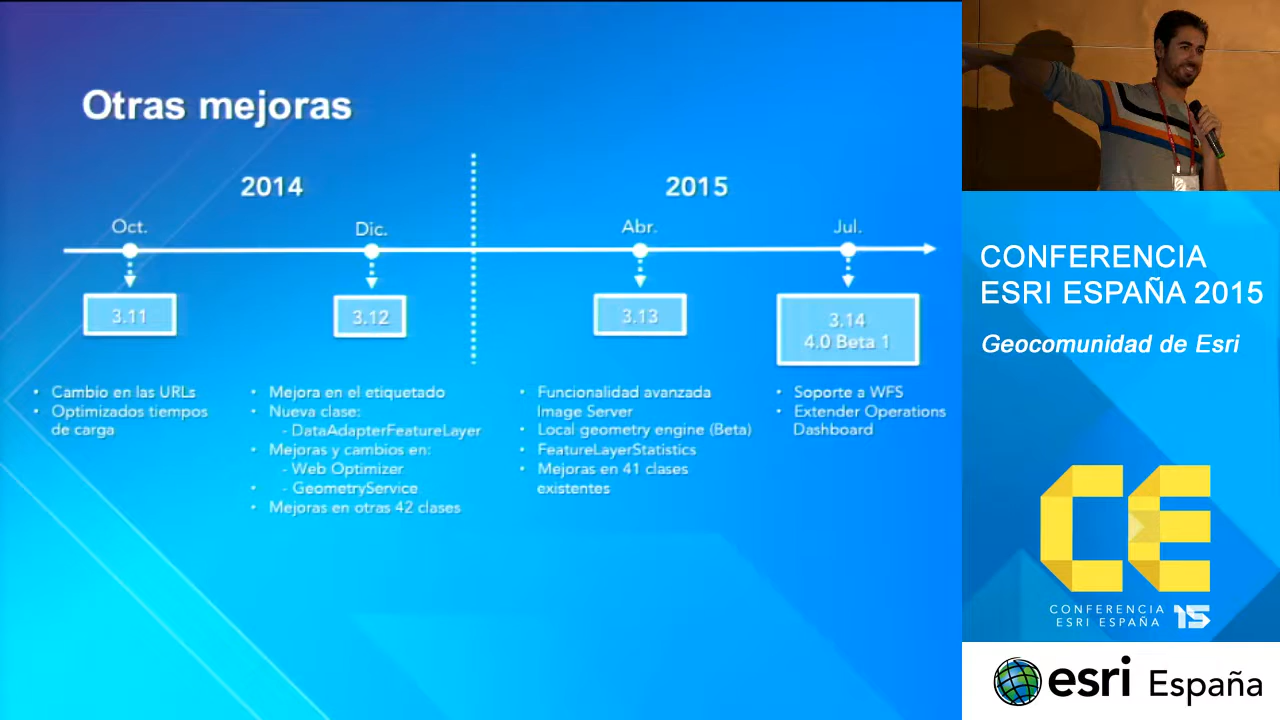 Otras mejoras
2014
2015
Oct.
Dic.
Abr.
Jul.
3.11
3.12
3.13
3.14
4.0 Beta 1
• Cambio en las URLs
• Optimizados tiempos
de carga
• Mejora en el etiquetado
• Nueva clase:
- DataAdapterFeatureLayer
• Mejoras y cambios en:
- Web Optimizer
• - GeometryService
• Mejoras en otras 42 clases
• Funcionalidad avanzada
Image Server
• Local geometry engine (Beta)
• FeatureLayerStatistics
• Mejoras en 41 clases
existentes
• Soporte a WFS
• Extender Operations
Dashboard
CONFERENCIA
ESRI ESPAÑA 2015
Geocomunidad de Esri
CE
CONFERENCIA
ESRI ESPAÑA 15
esri España